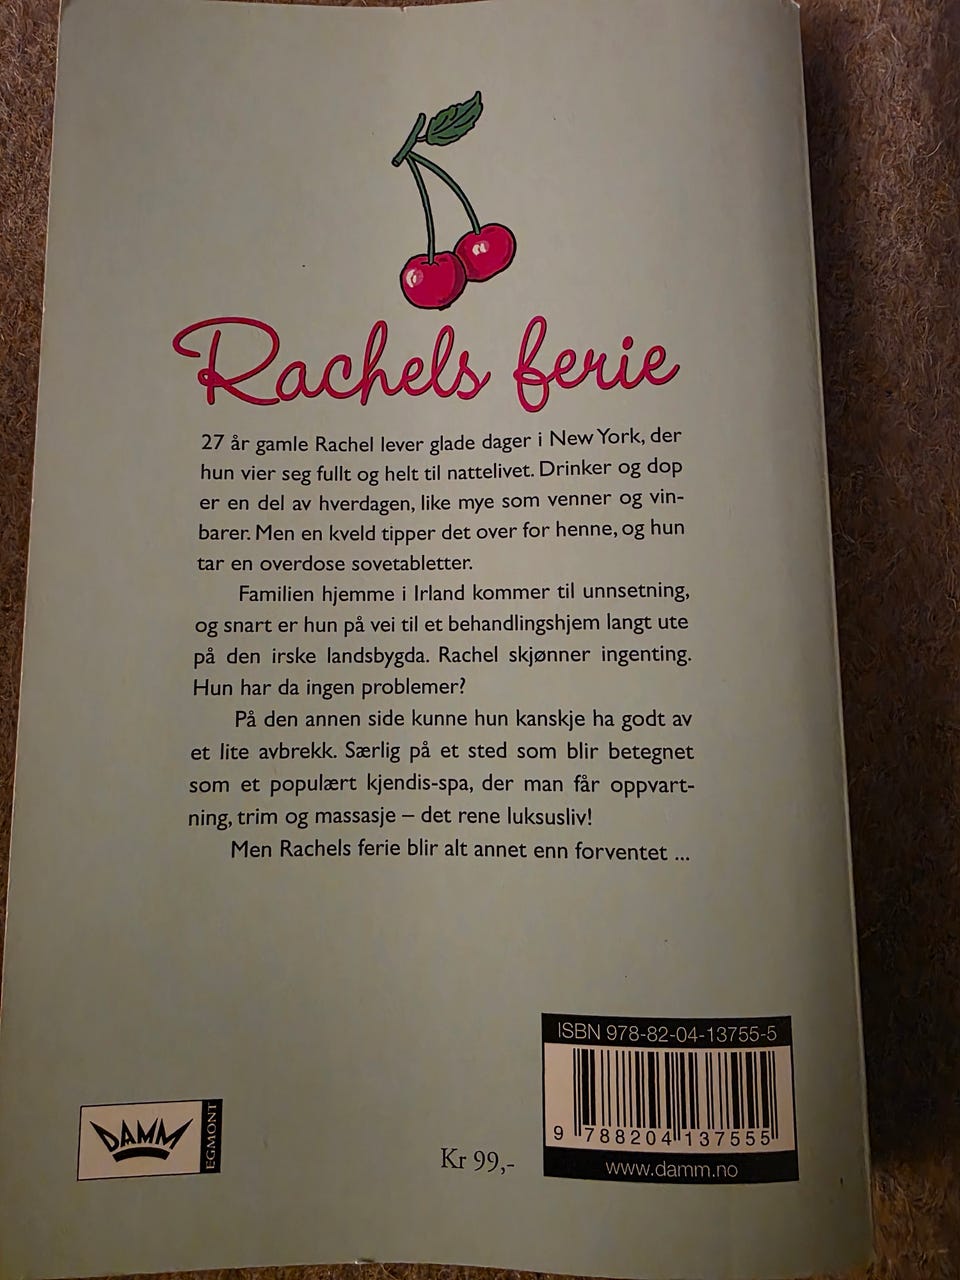 Rachels ferie
27 år gamle Rachel lever glade dager i New York, der
hun vier seg fullt og helt til nattelivet. Drinker og dop
er en del av hverdagen, like mye som venner og vin-
barer. Men en kveld tipper det over for henne, og hun
tar en overdose sovetabletter.
Familien hjemme i Irland kommer til unnsetning,
og snart er hun på vei til et behandlingshjem langt ute
på den irske landsbygda. Rachel skjønner ingenting.
Hun har da ingen problemer?
På den annen side kunne hun kanskje ha godt av
et lite avbrekk. Særlig på et sted som blir betegnet
som et populært kjendis-spa, der man får oppvart-
ning, trim og massasje – det rene luksusliv!
Men Rachels ferie blir alt annet enn forventet ...
ISBN 978-82-04-13755-5
9 788204 137555
www.damm.no
Kr 99,-
DAMM
EGMONT